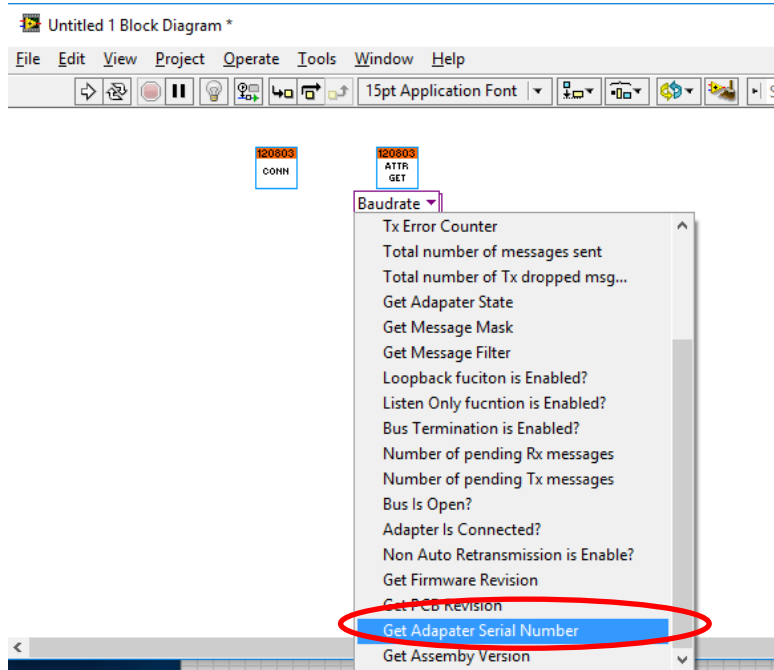 Untitled 1 Block Diagram *
File Edit View Project Operate Tools Window Help
15pt Application Font
120803
CONN
120803
ATTR
GET
Baudrate
Tx Error Counter
Total number of messages sent
Total number of Tx dropped msg...
Get Adapater State
Get Message Mask
Get Message Filter
Loopback fuciton is Enabled?
Listen Only fucntion is Enabled?
Bus Termination is Enabled?
Number of pending Rx messages
Number of pending Tx messages
Bus Is Open?
Adapter Is Connected?
Non Auto Retransmission is Enable?
Get Firmware Revision
Get PCB Revision
Get Adapater Serial Number
Get Assemby Version